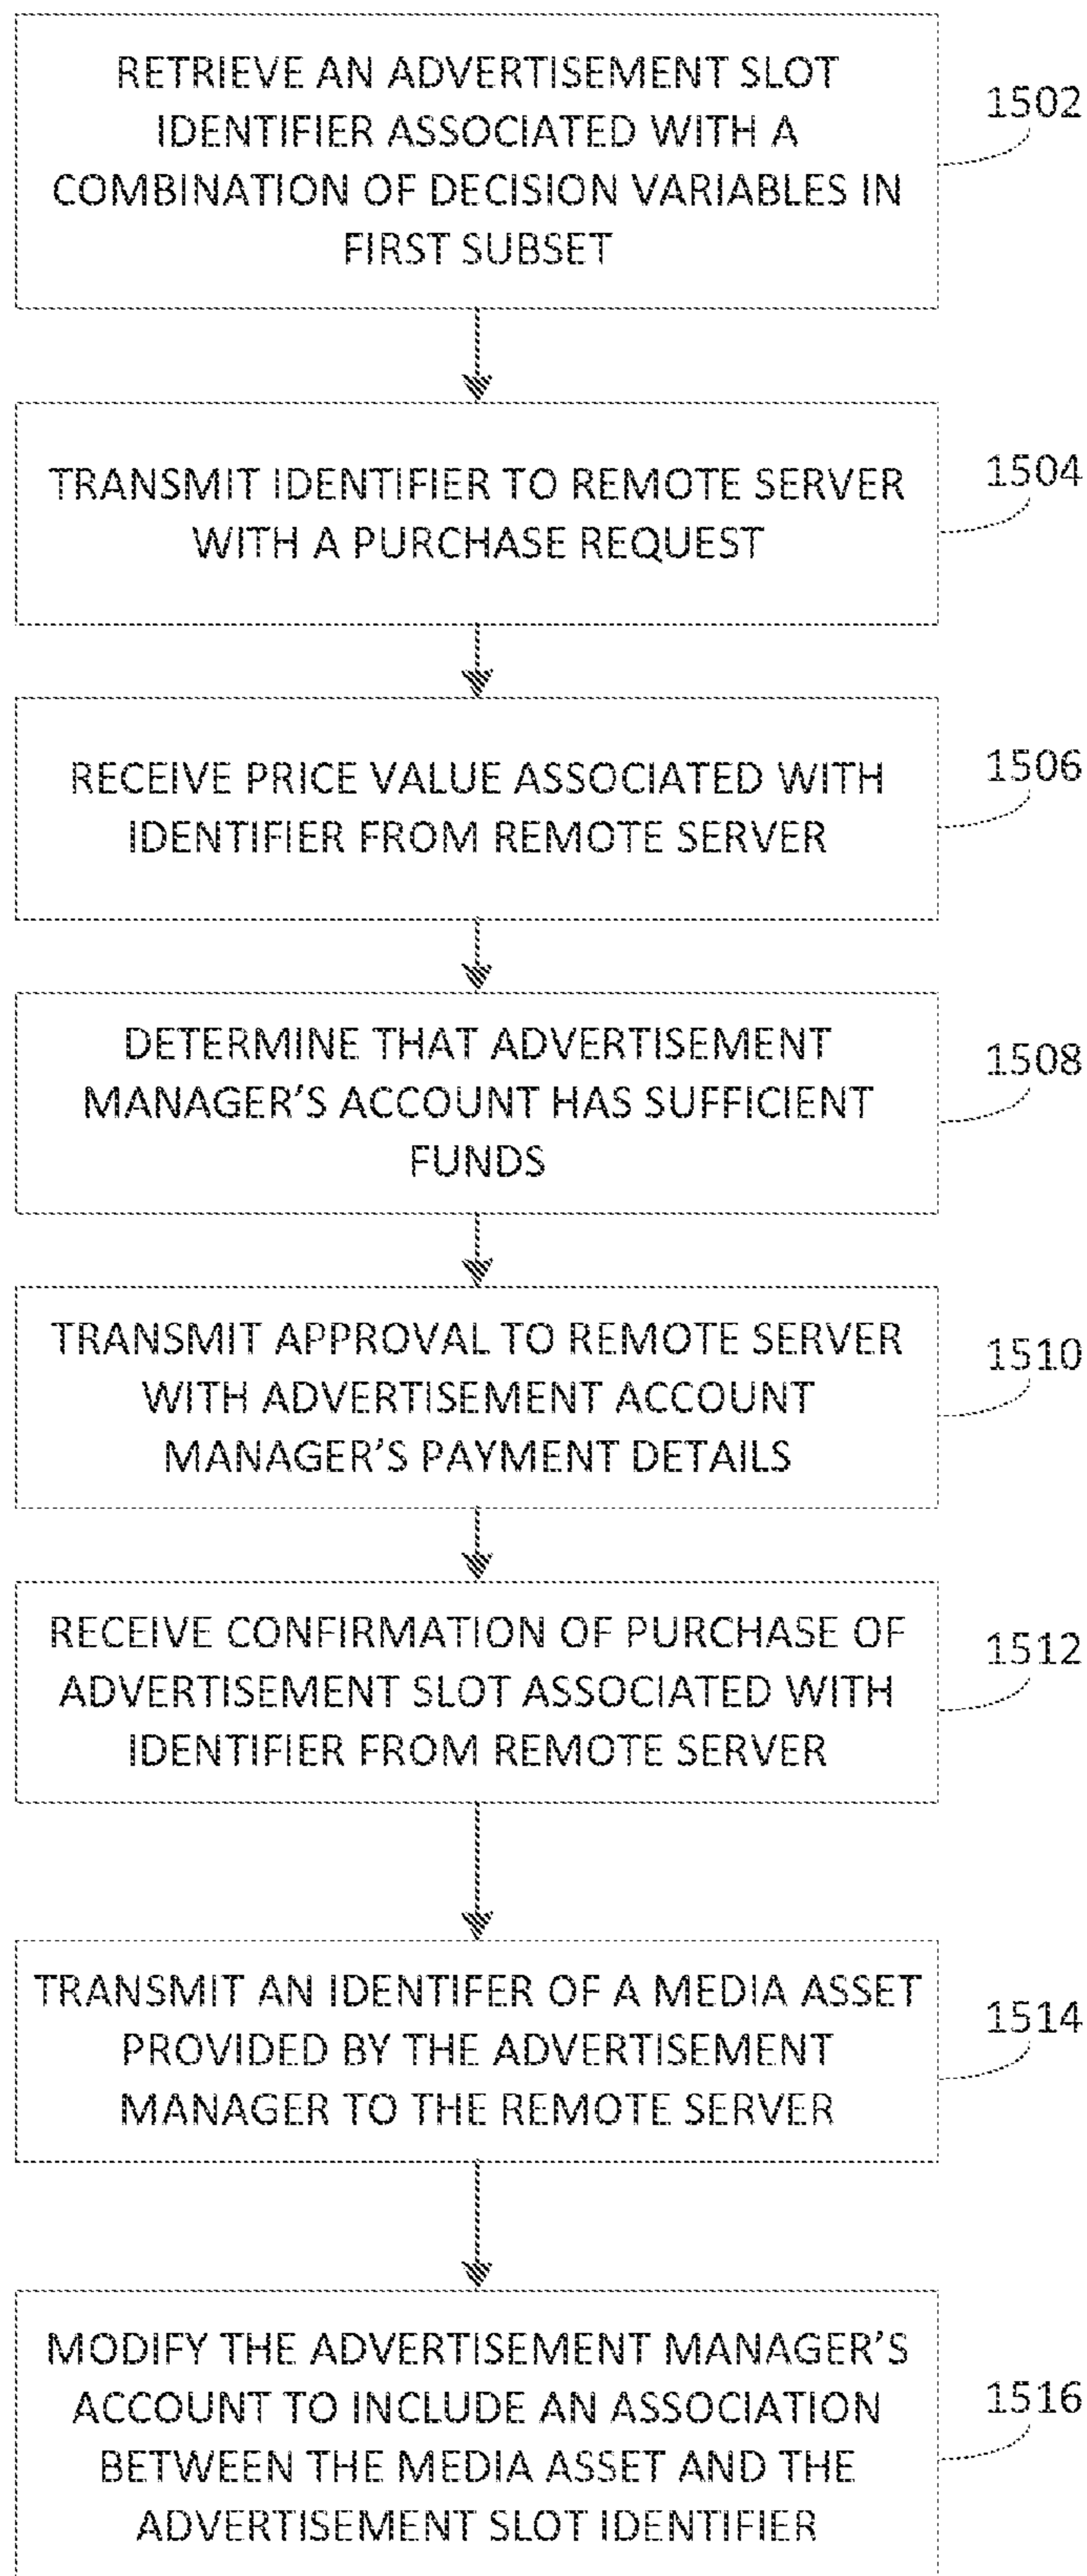 RETRIEVE AN ADVERTISEMENT SLOT
IDENTIFIER ASSOCIATED WITH A
COMBINATION OF DECISION VARIABLES IN
FIRST SUBSET
1502
TRANSMIT IDENTIFIER TO REMOTE SERVER
WITH A PURCHASE REQUEST
1504
RECEIVE PRICE VALUE ASSOCIATED WITH
IDENTIFIER FROM REMOTE SERVER
1506
DETERMINE THAT ADVERTISEMENT
MANAGER'S ACCOUNT HAS SUFFICIENT
FUNDS
1508
TRANSMIT APPROVAL TO REMOTE SERVER
WITH ADVERTISEMENT ACCOUNT
MANAGER'S PAYMENT DETAILS
1510
RECEIVE CONFIRMATION OF PURCHASE OF
ADVERTISEMENT SLOT ASSOCIATED WITH
IDENTIFIER FROM REMOTE SERVER
1512
TRANSMIT AN IDENTIFER OF A MEDIA ASSET
PROVIDED BY THE ADVERTISEMENT
MANAGER TO THE REMOTE SERVER
1514
MODIFY THE ADVERTISEMENT MANAGER'S
ACCOUNT TO INCLUDE AN ASSOCIATION
BETWEEN THE MEDIA ASSET AND THE
ADVERTISEMENT SLOT IDENTIFIER
1516